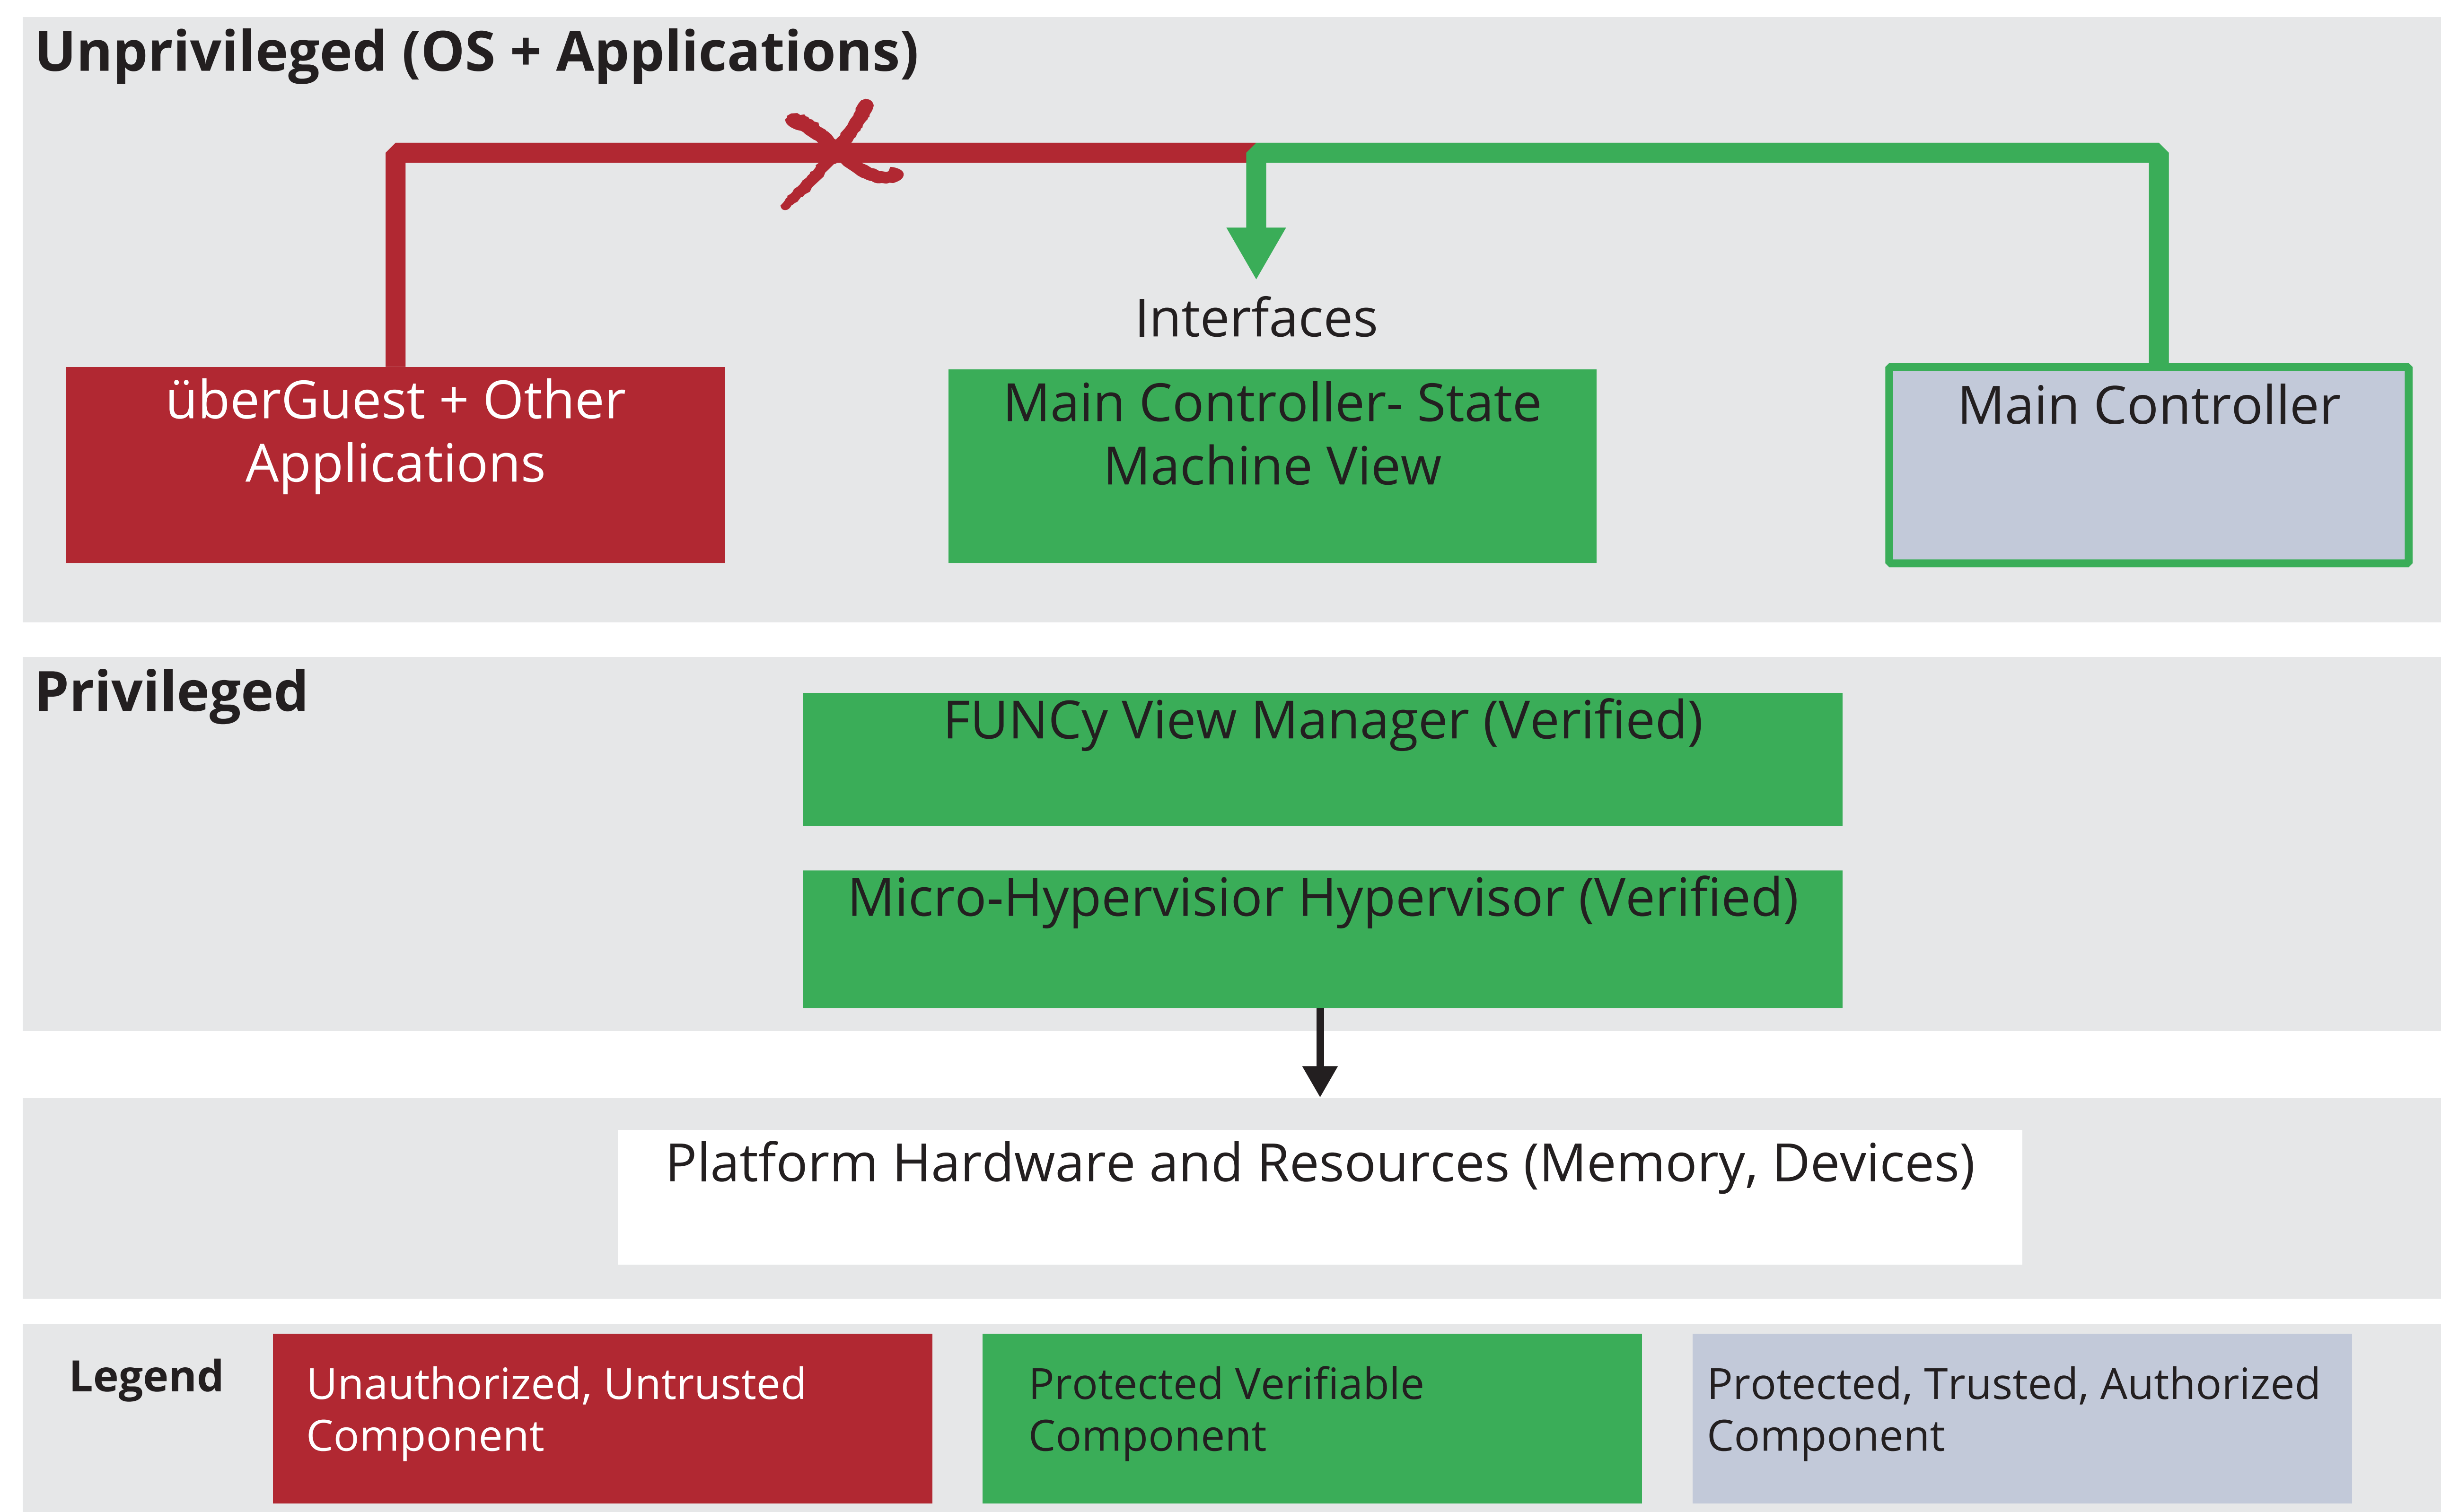 Unprivileged (OS + Applications)
Interfaces
überGuest + Other
Applications
Main Controller- State
Machine View
Main Controller
Privileged
FUNCy View Manager (Verified)
Micro-Hypervisior Hypervisor (Verified)
Platform Hardware and Resources (Memory, Devices)
Legend
Unauthorized, Untrusted
Component
Protected Verifiable
Component
Protected, Trusted, Authorized
Component